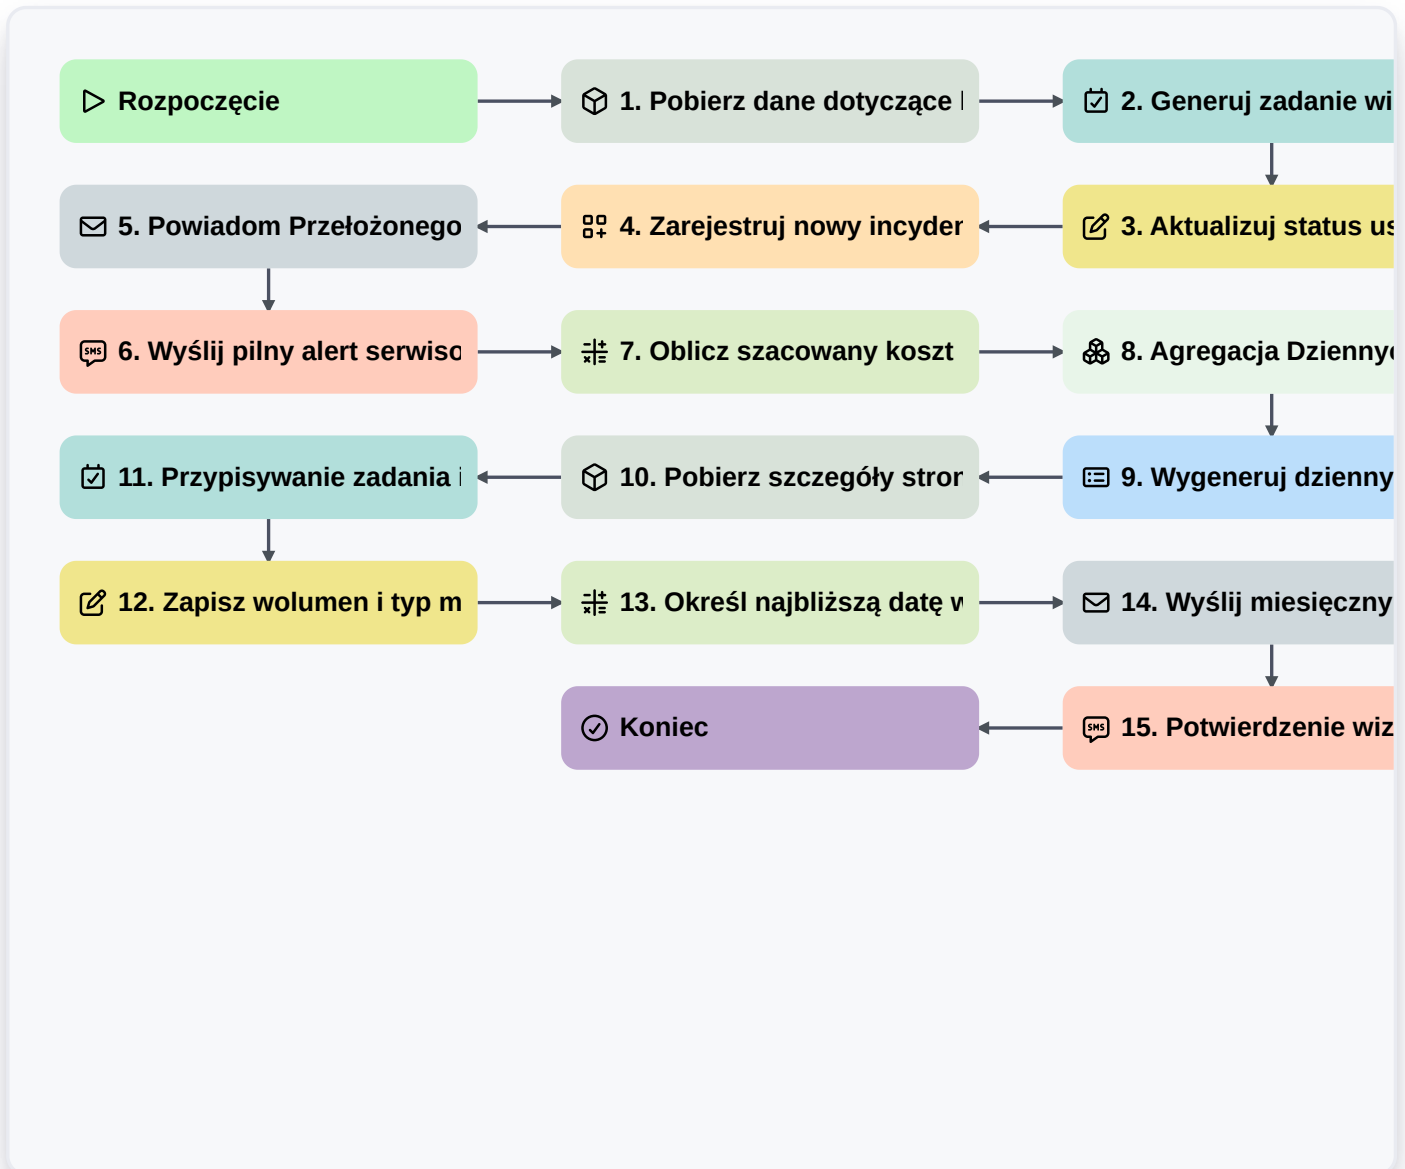 Rozpoczęcie
1. Pobierz dane dotyczące
2. Generuj zadanie wi
5. Powiadom Przełożonego
4. Zarejestruj nowy incyden
3. Aktualizuj status us
6. Wyślij pilny alert serwiso
7. Oblicz szacowany koszt
8. Agregacja Dziennyc
11. Przypisywanie zadania i
10. Pobierz szczegóły stron
9. Wygeneruj dzienny
12. Zapisz wolumen i typ m
13. Określ najbliższą datę w
14. Wyślij miesięczny
Koniec
15. Potwierdzenie wiz